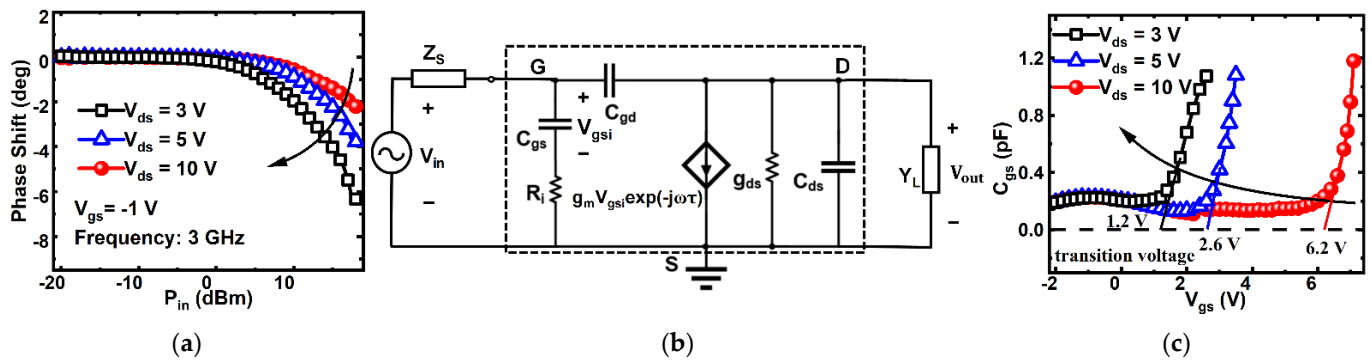 2
0
-2
-4
-6
-8
Phase Shift (deg)
V_ds = 3 V
V_ds = 5 V
V_ds = 10 V
V_gs= -1 V
Frequency: 3 GHz
-20 -10 0 10
P_in (dBm)
(a)
Z_S
G
D
S
+
V_in
−
C_gs
R_i
+
V_gsi
−
C_gd
g_mV_gsiexp(-jωτ)
g_ds
C_ds
Y_L
+
V_out
−
(b)
V_ds = 3 V
V_ds = 5 V
V_ds = 10 V
1.2
0.8
0.4
0.0
C_gs (pF)
1.2 V
2.6 V
6.2 V
transition voltage
-2 0 2 4 6
V_gs (V)
(c)